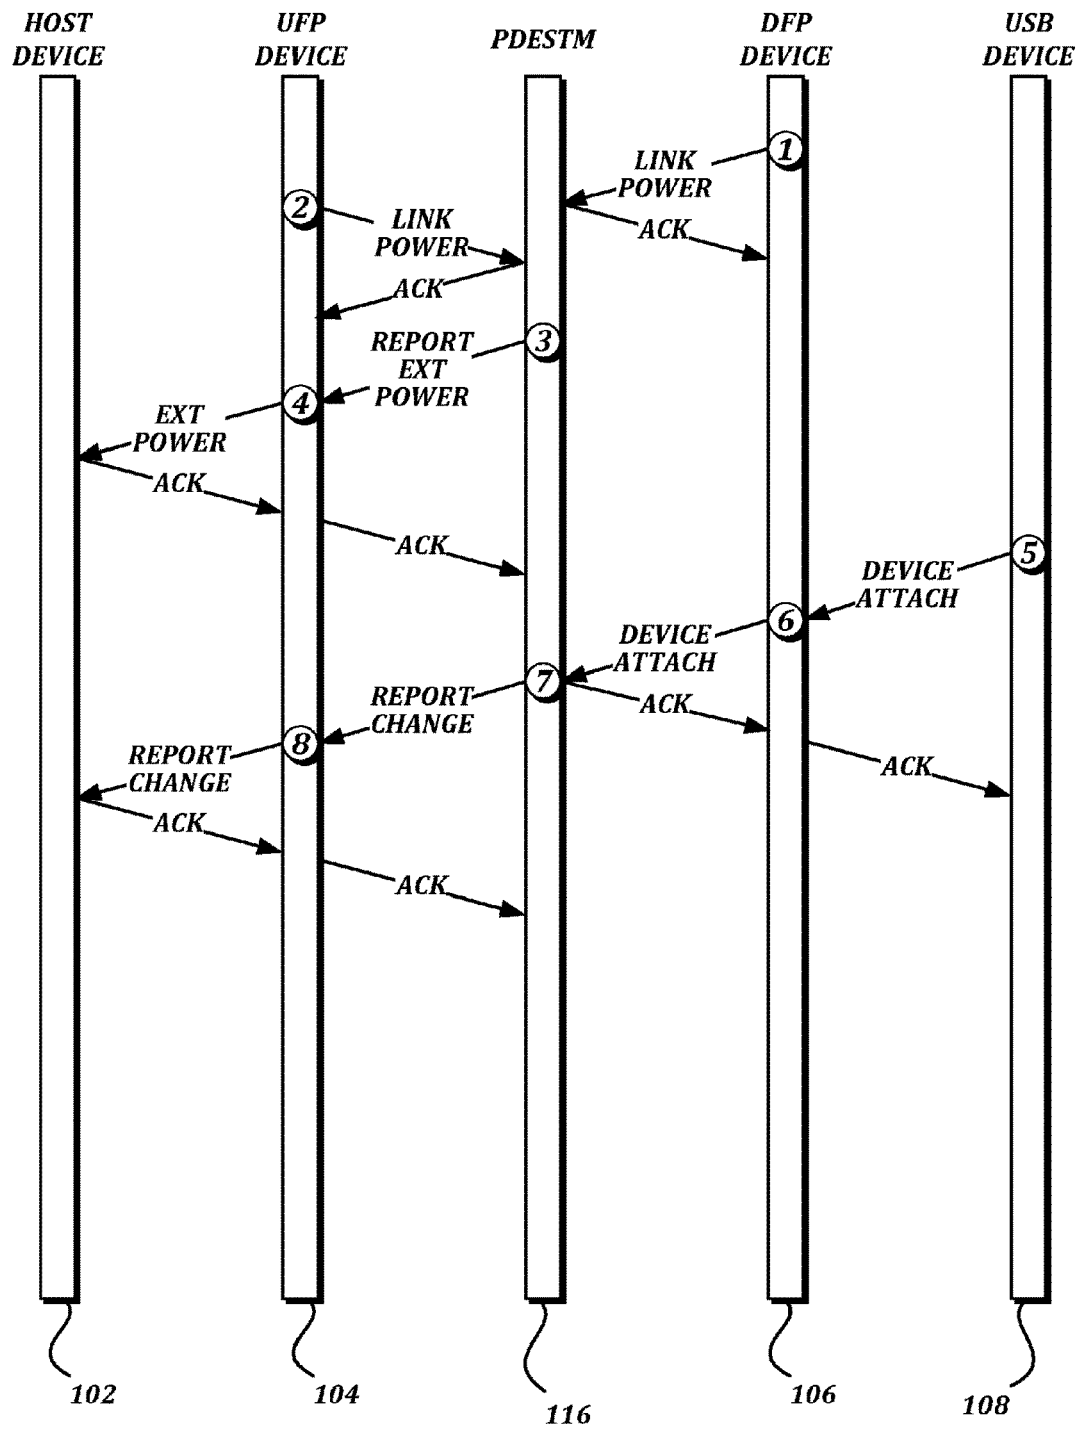 HOST
DEVICE
UFP
DEVICE
PDESTM
DFP
DEVICE
USB
DEVICE
1
LINK
POWER
ACK
2
LINK
POWER
ACK
3
REPORT
EXT
POWER
4
EXT
POWER
ACK
ACK
5
DEVICE
ATTACH
6
DEVICE
ATTACH
7
ACK
REPORT
CHANGE
8
ACK
REPORT
CHANGE
ACK
ACK
102
104
116
106
108